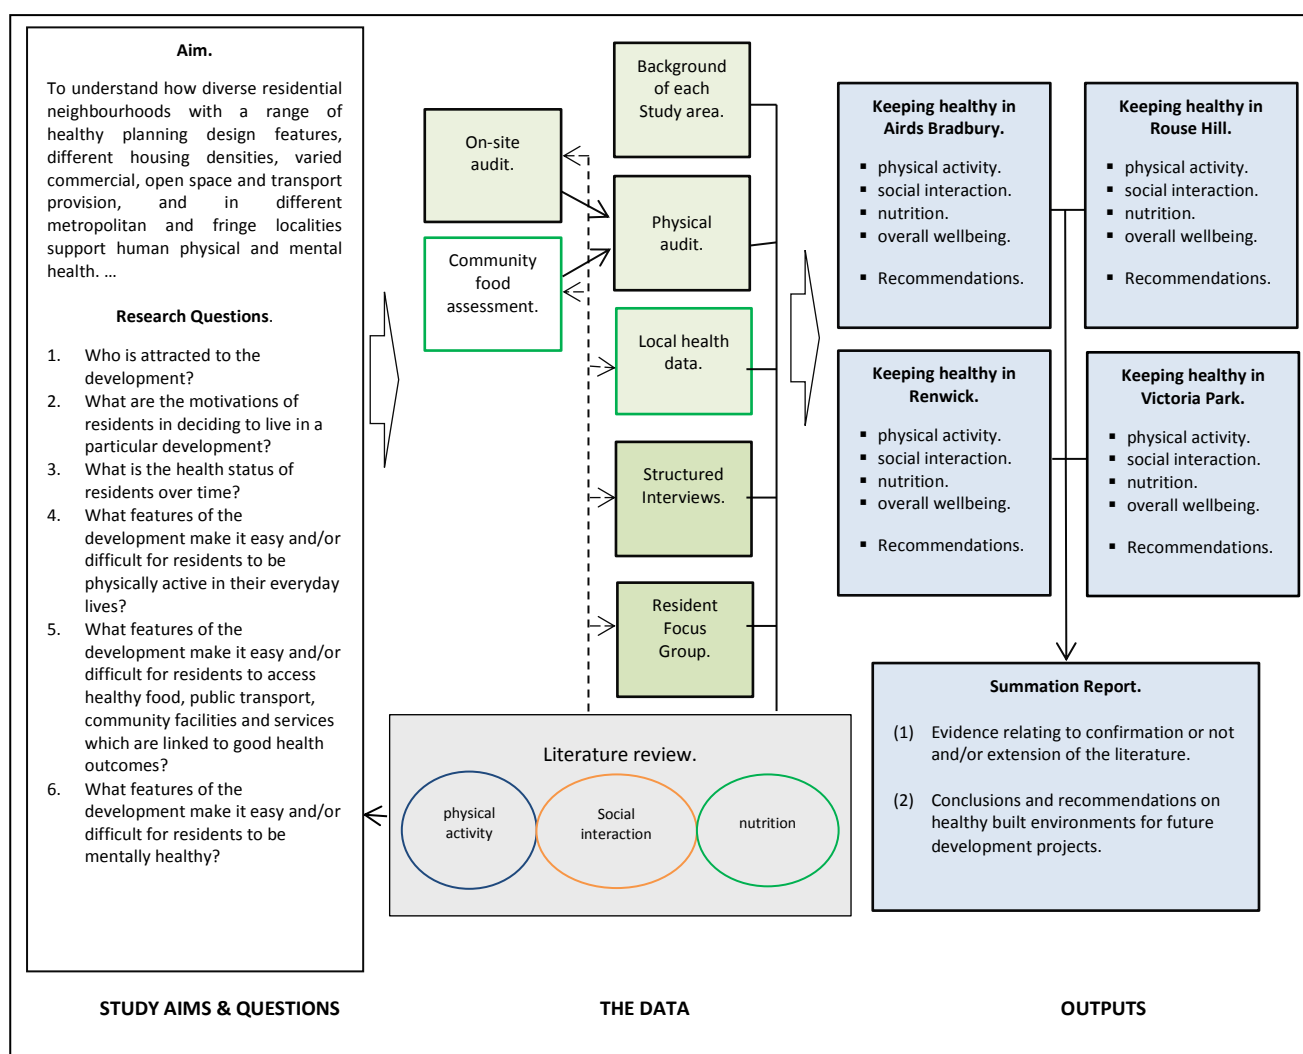 Aim.
To understand how diverse residential
neighbourhoods with a range of
healthy planning design features,
different housing densities, varied
commercial, open space and transport
provision, and in different
metropolitan and fringe localities
support human physical and mental
health. …
Research Questions.
1. Who is attracted to the
development?
2. What are the motivations of
residents in deciding to live in a
particular development?
3. What is the health status of
residents over time?
4. What features of the
development make it easy and/or
difficult for residents to be
physically active in their everyday
lives?
5. What features of the
development make it easy and/or
difficult for residents to access
healthy food, public transport,
community facilities and services
which are linked to good health
outcomes?
6. What features of the
development make it easy and/or
difficult for residents to be
mentally healthy?
STUDY AIMS & QUESTIONS
On-site
audit.
Community
food
assessment.
Background
of each
Study area.
Physical
audit.
Local health
data.
Structured
Interviews.
Resident
Focus
Group.
Literature review.
physical
activity
Social
interaction
nutrition
THE DATA
Keeping healthy in
Airds Bradbury.
▪ physical activity.
▪ social interaction.
▪ nutrition.
▪ overall wellbeing.
▪ Recommendations.
Keeping healthy in
Rouse Hill.
▪ physical activity.
▪ social interaction.
▪ nutrition.
▪ overall wellbeing.
▪ Recommendations.
Keeping healthy in
Renwick.
▪ physical activity.
▪ social interaction.
▪ nutrition.
▪ overall wellbeing.
▪ Recommendations.
Keeping healthy in
Victoria Park.
▪ physical activity.
▪ social interaction.
▪ nutrition.
▪ overall wellbeing.
▪ Recommendations.
Summation Report.
(1) Evidence relating to confirmation or not
and/or extension of the literature.
(2) Conclusions and recommendations on
healthy built environments for future
development projects.
OUTPUTS